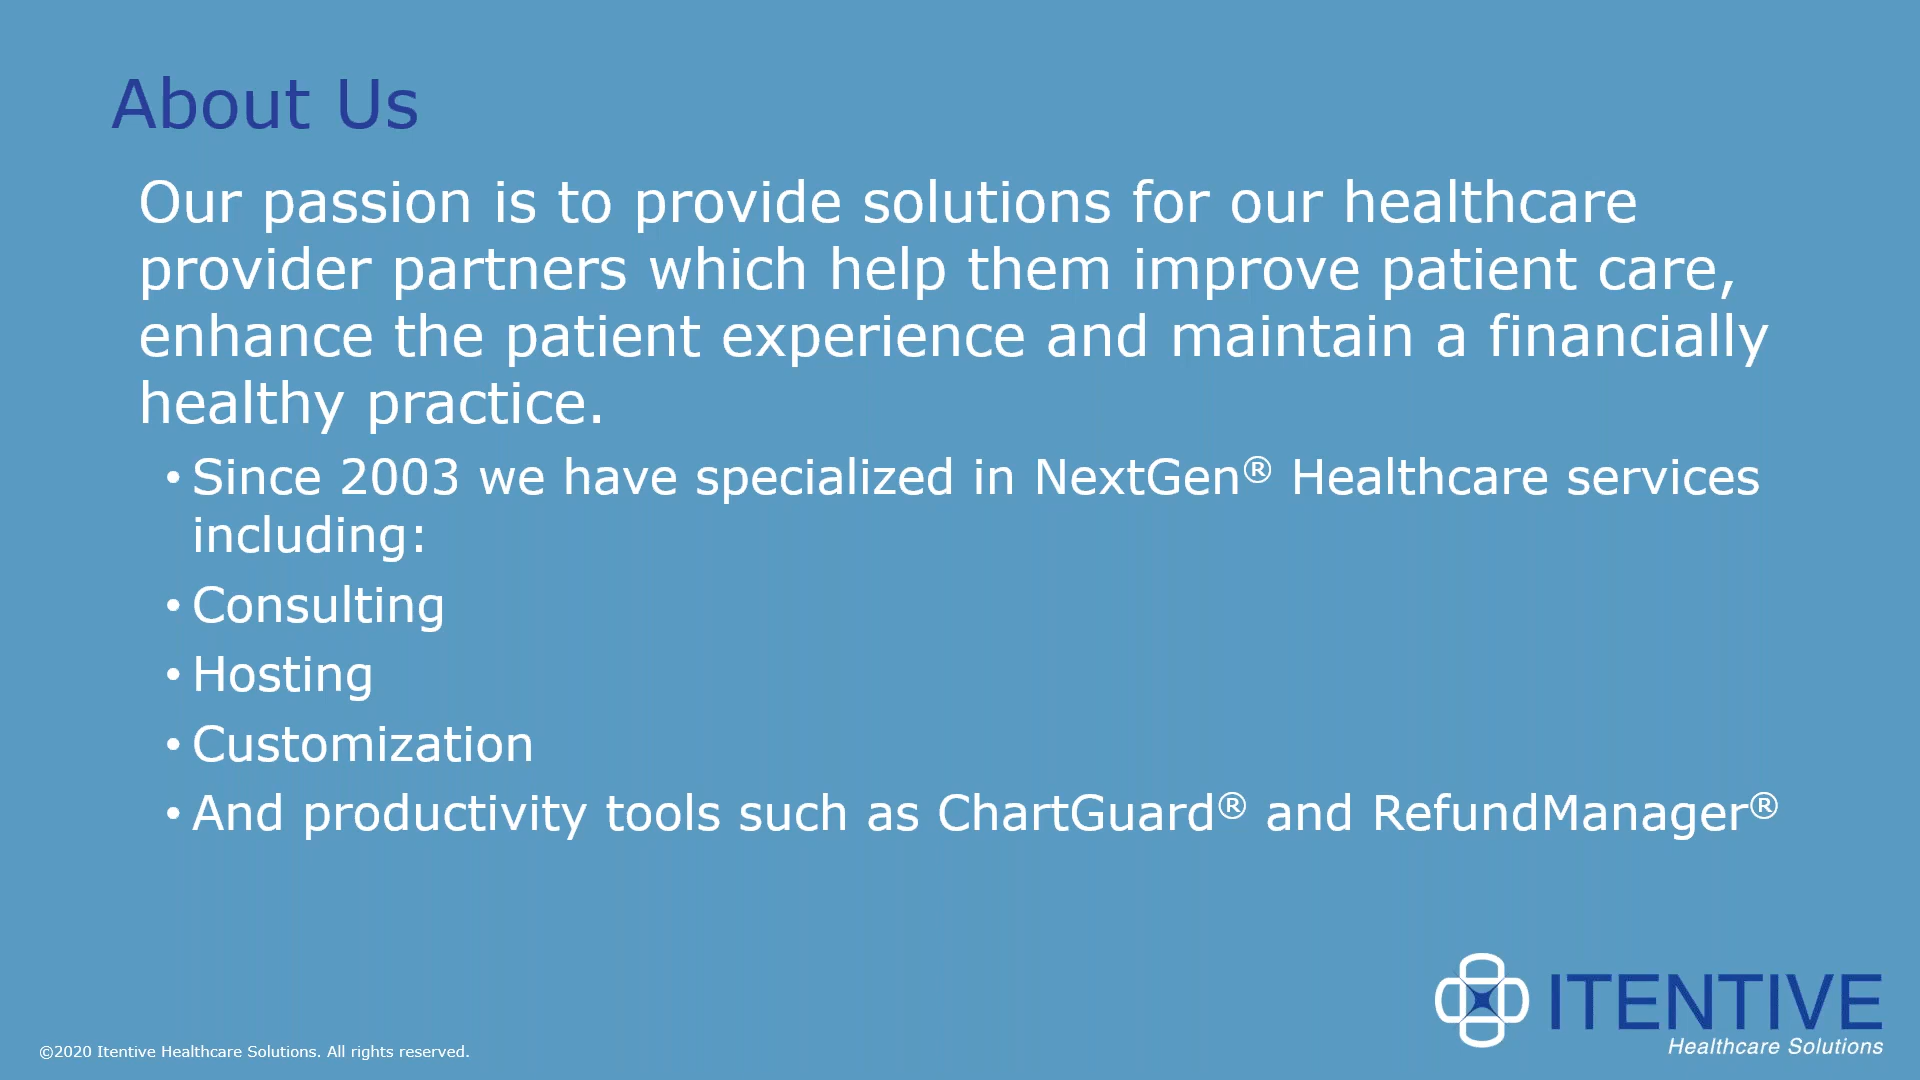 About Us
Our passion is to provide solutions for our healthcare
provider partners which help them improve patient care,
enhance the patient experience and maintain a financially
healthy practice.
• Since 2003 we have specialized in NextGen® Healthcare services
including:
• Consulting
• Hosting
• Customization
• And productivity tools such as ChartGuard® and RefundManager®
ITENTIVE
Healthcare Solutions
©2020 Itentive Healthcare Solutions. All rights reserved.